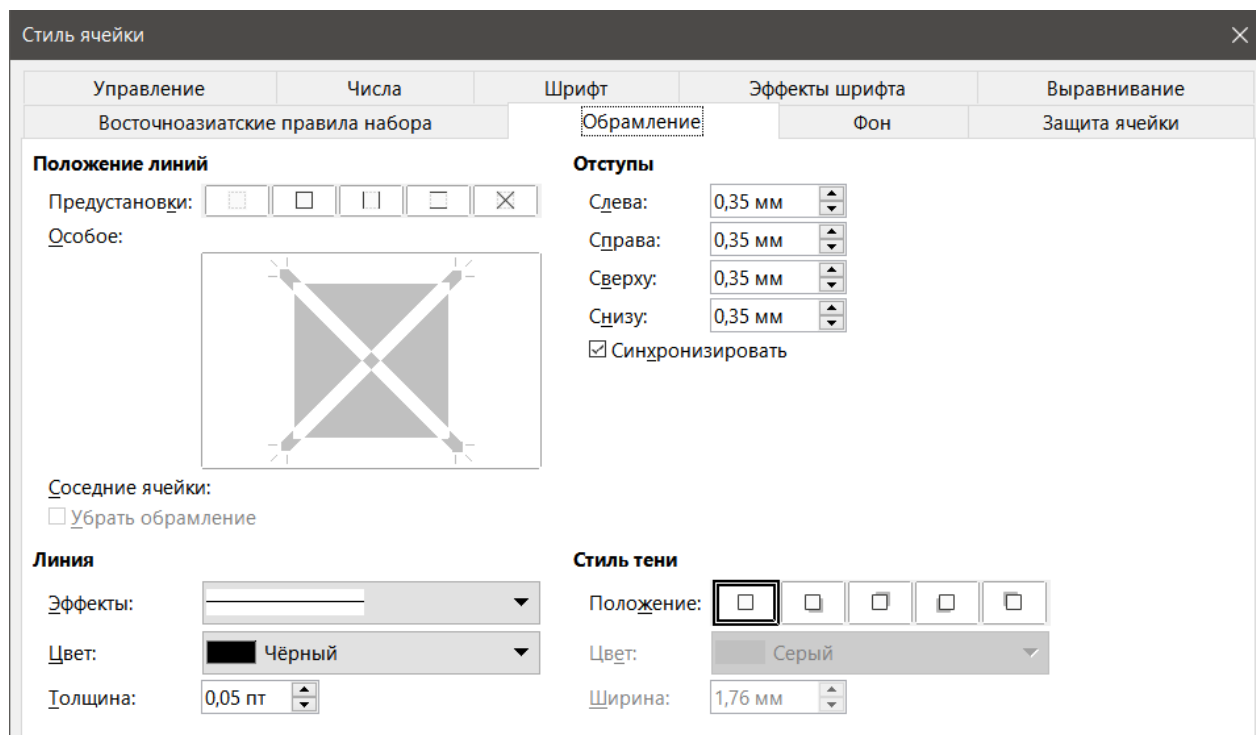 Стиль ячейки
Управление Числа Шрифт Эффекты шрифта Выравнивание
Восточноазиатские правила набора Обрамление Фон Защита ячейки
Положение линий
Предустановки:
Особое:
Соседние ячейки:
Убрать обрамление
Отступы
Слева: 0,35 мм
Справа: 0,35 мм
Сверху: 0,35 мм
Снизу: 0,35 мм
Синхронизировать
Линия
Эффекты:
Цвет: Чёрный
Толщина: 0,05 пт
Стиль тени
Положение:
Цвет: Серый
Ширина: 1,76 мм